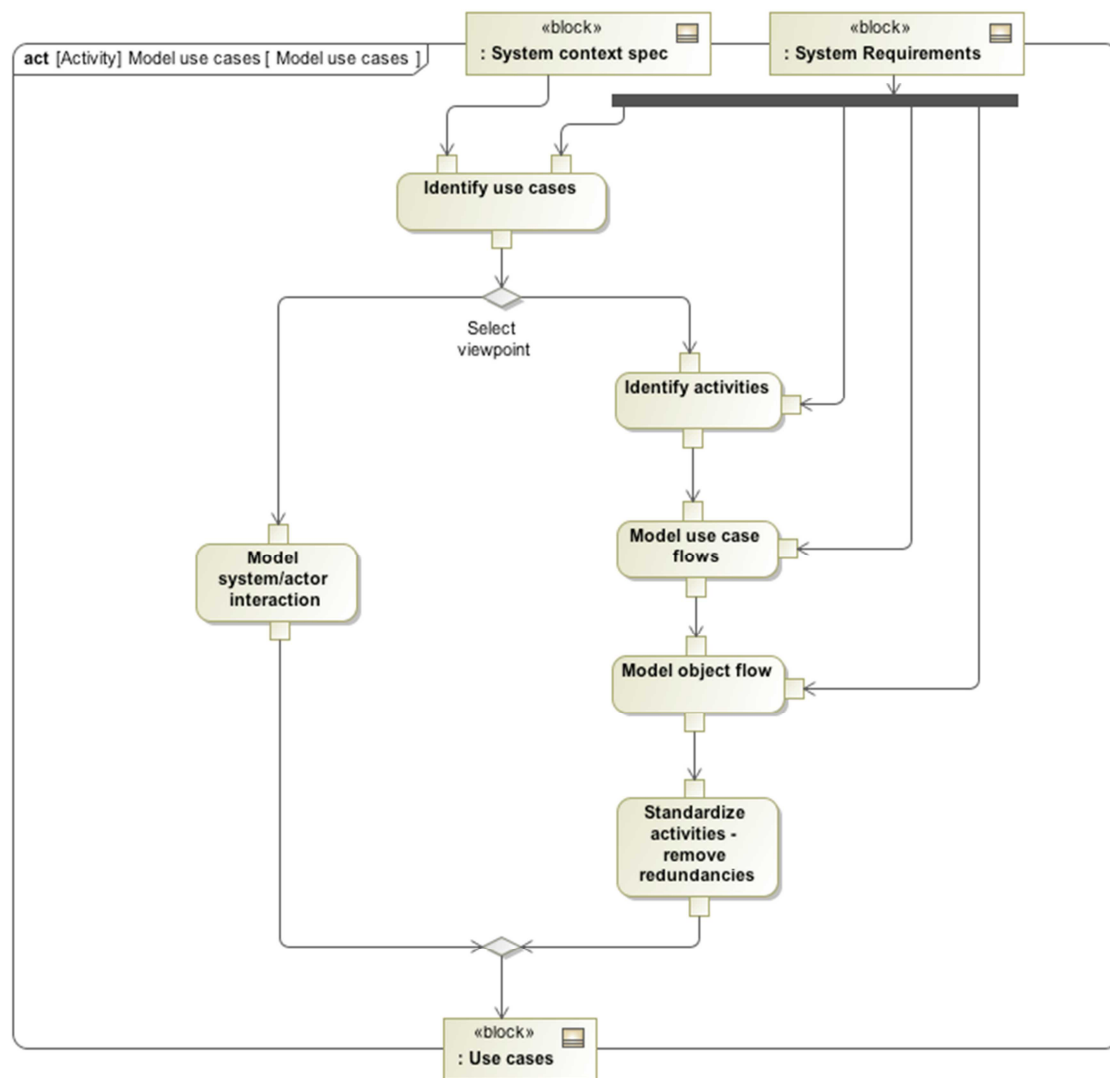 «block»
: System context spec
«block»
: System Requirements
act [Activity] Model use cases [ Model use cases ]
Identify use cases
Select
viewpoint
Identify activities
Model use case
flows
Model
system/actor
interaction
Model object flow
Standardize
activities -
remove
redundancies
«block»
: Use cases